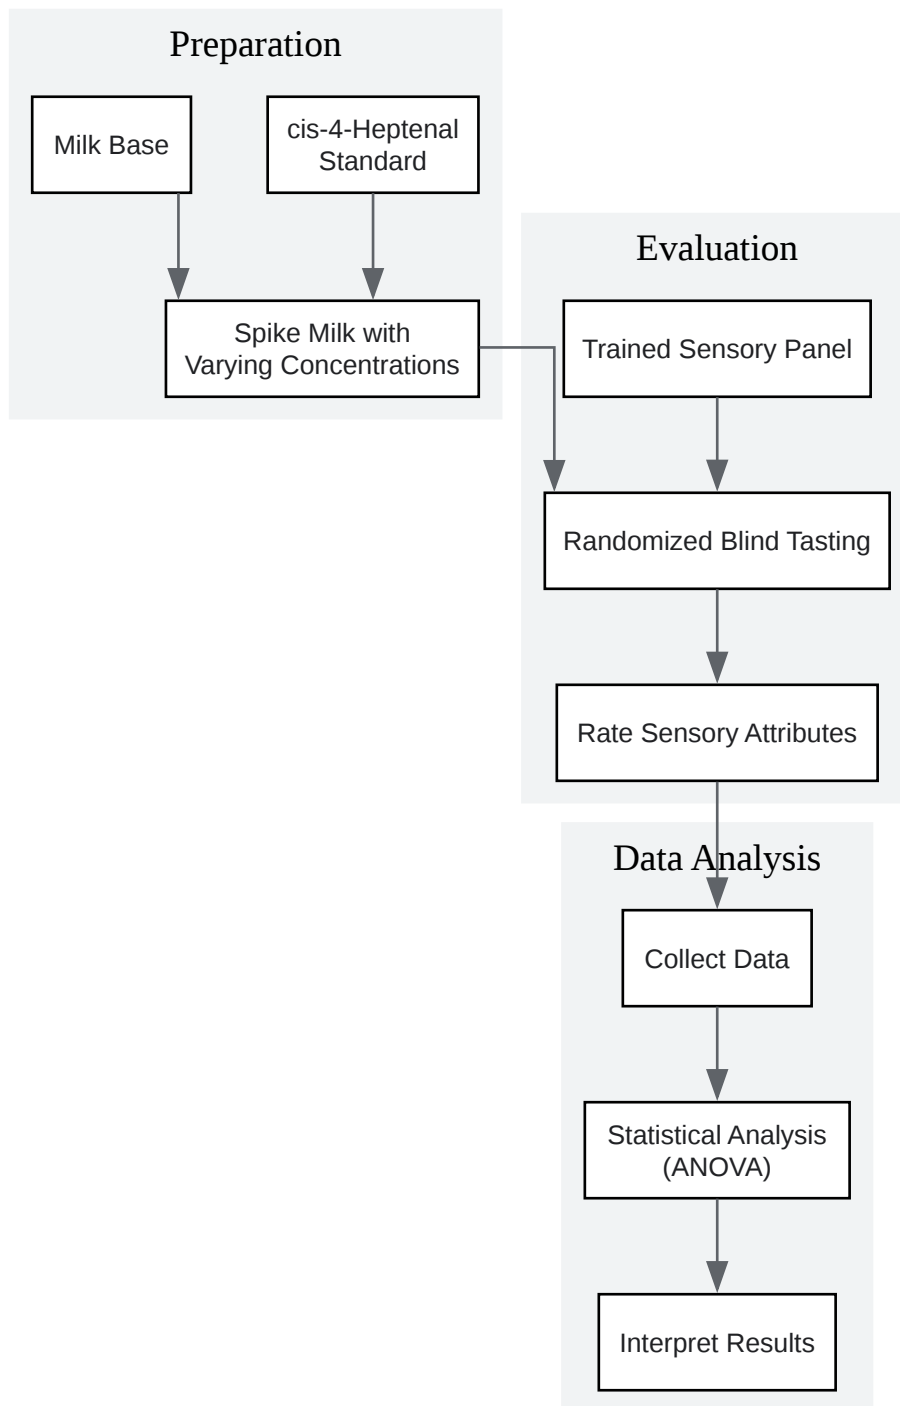 Preparation
Milk Base
cis-4-Heptenal
Standard
Spike Milk with
Varying Concentrations
Evaluation
Trained Sensory Panel
Randomized Blind Tasting
Rate Sensory Attributes
Data Analysis
Collect Data
Statistical Analysis
(ANOVA)
Interpret Results